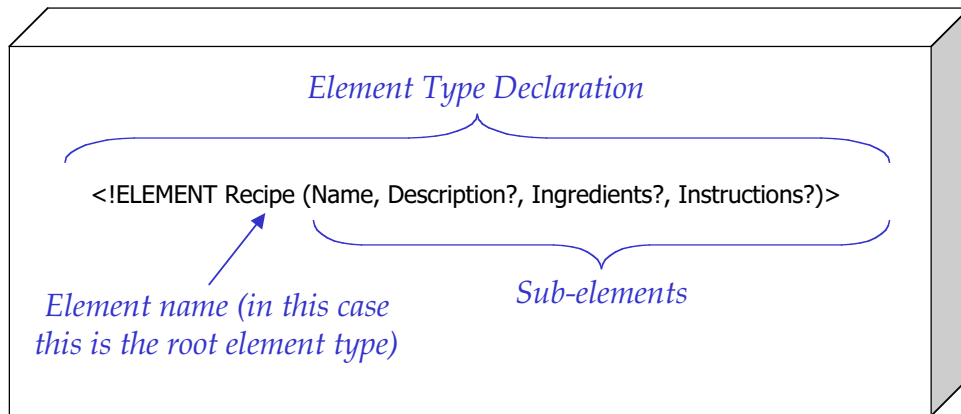 Element Type Declaration
<!ELEMENT Recipe (Name, Description?, Ingredients?, Instructions?)>
Element name (in this case
this is the root element type)
Sub-elements